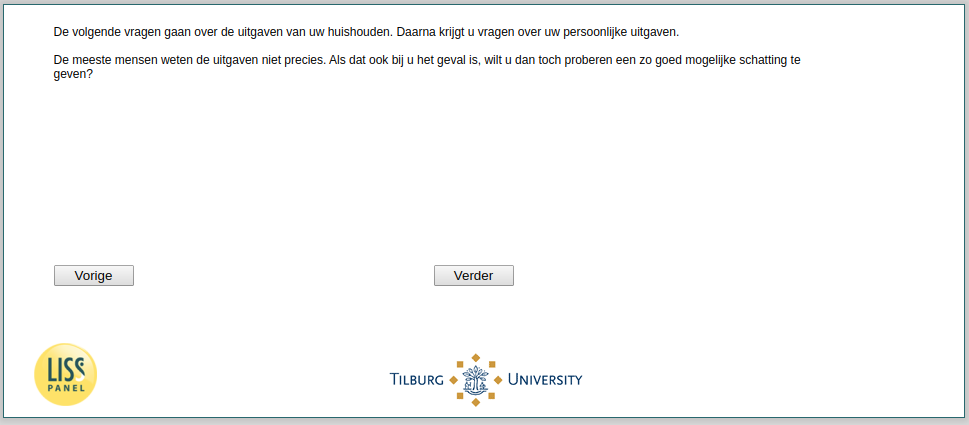 De volgende vragen gaan over de uitgaven van uw huishouden. Daarna krijgt u vragen over uw persoonlijke uitgaven.
De meeste mensen weten de uitgaven niet precies. Als dat ook bij u het geval is, wilt u dan toch proberen een zo goed mogelijke schatting te
geven?
Vorige
Verder
LISS
PANEL
TILBURG UNIVERSITY